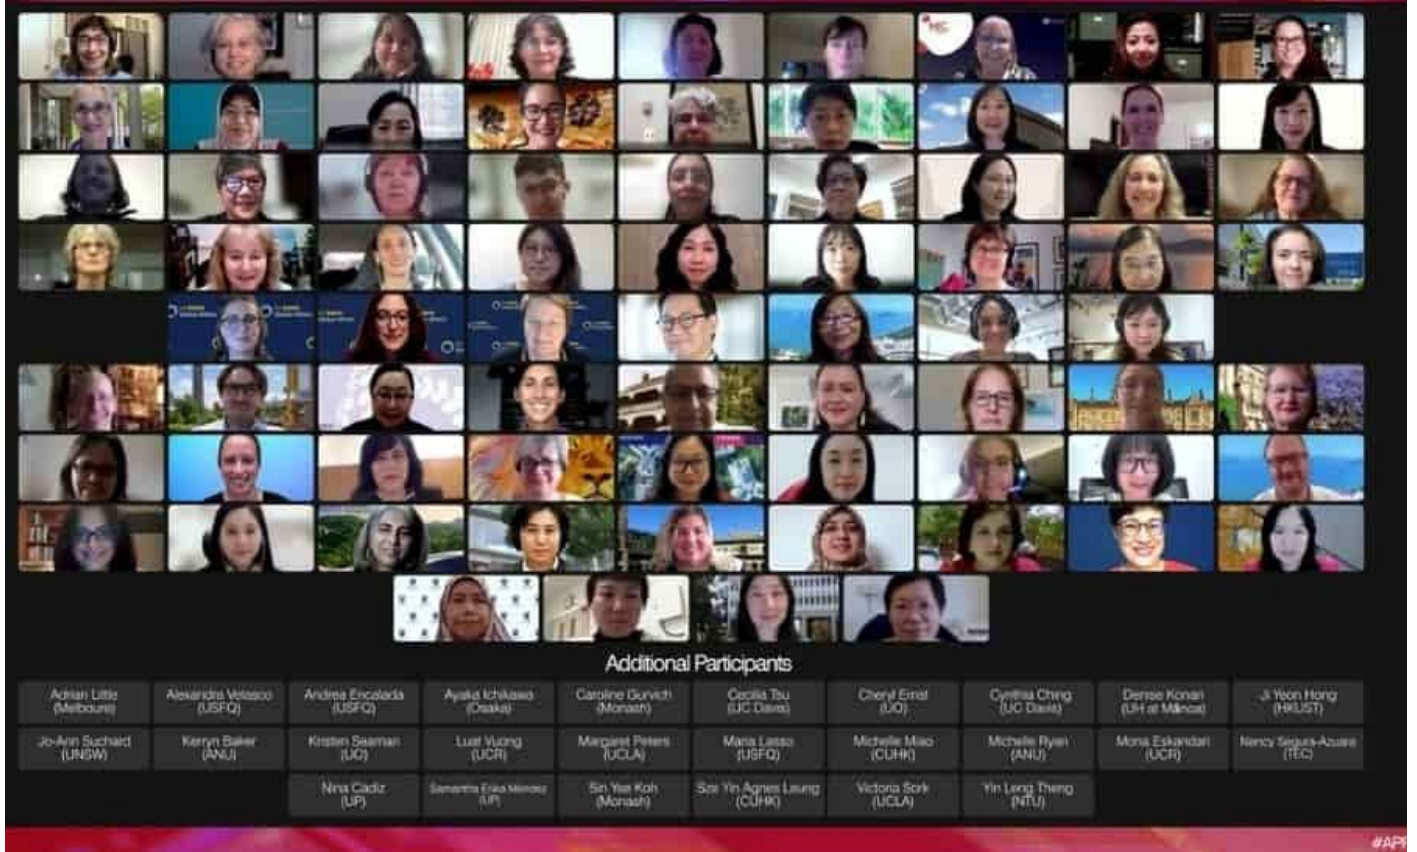 Additional Participants
Adrian Little
(Melbourne)
Alexandra Velasco
(USFQ)
Andrea Encalada
(USFQ)
Ayaka Ichikawa
(Osaka)
Caroline Gurvich
(Monash)
Cecilia Tsu
(UC Davis)
Cheryl Ernst
(UO)
Cynthia Ching
(UC Davis)
Denise Konan
(UH at Mānoa)
Ji Yeon Hong
(HKUST)
Jo-Ann Suchard
(UNSW)
Kerryn Baker
(ANU)
Kristen Seaman
(UO)
Luat Vuong
(UCR)
Margaret Peters
(UCLA)
Maria Lasso
(USFQ)
Michelle Miao
(CUHK)
Michelle Ryan
(ANU)
Mona Eskandari
(UCR)
Nancy Segura-Azuara
(TEC)
Nina Cadiz
(UP)
Samantha Erika Mendez
(UP)
Sin Yee Koh
(Monash)
Sze Yin Agnes Leung
(CUHK)
Victoria Sork
(UCLA)
Yin Leng Theng
(NTU)